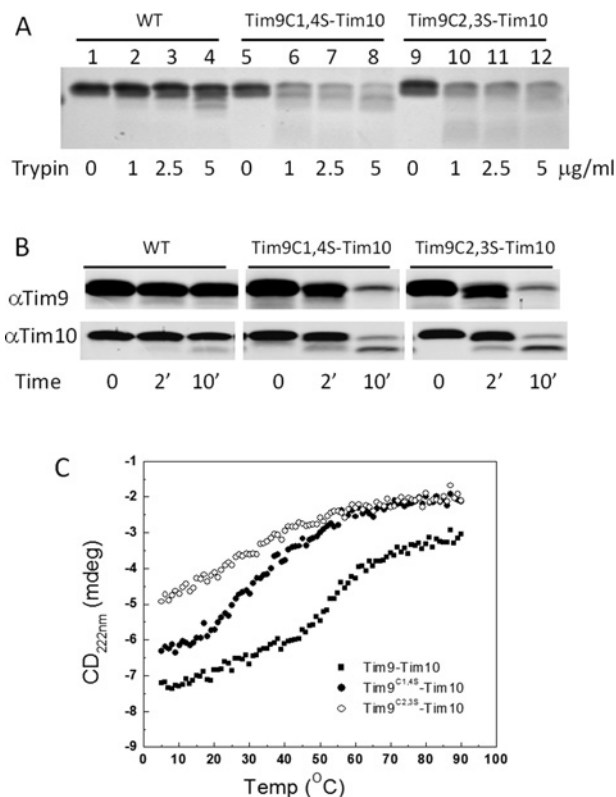 A
WT Tim9C1,4S-Tim10 Tim9C2,3S-Tim10
1 2 3 4 5 6 7 8 9 10 11 12
Trypin 0 1 2.5 5 0 1 2.5 5 0 1 2.5 5 μg/ml
B
WT Tim9C1,4S-Tim10 Tim9C2,3S-Tim10
αTim9
αTim10
Time 0 2’ 10’ 0 2’ 10’ 0 2’ 10’
C
-1
-2
-3
-4
-5
-6
-7
-8
-9
CD222nm (mdeg)
Tim9-Tim10
Tim9C1,4S-Tim10
Tim9C2,3S-Tim10
0 10 20 30 40 50 60 70 80 90 100
Temp (OC)